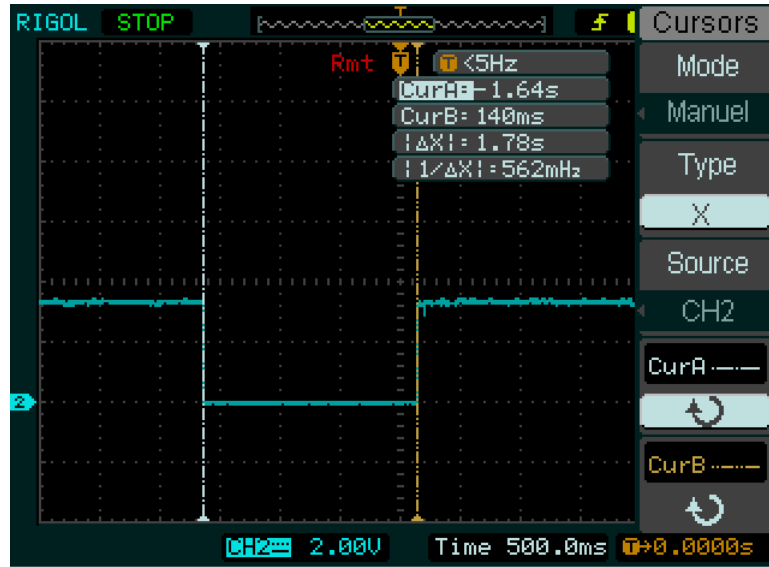 RIGOL STOP T Cursors
Rmt T T <5Hz
CurA=-1.64s
CurB= 140ms
|ΔX|= 1.78s
|1/ΔX|=562mHz
Mode
Manuel
Type
X
Source
CH2
CurA
CurB
2
CH2 2.00V Time 500.0ms T→0.0000s